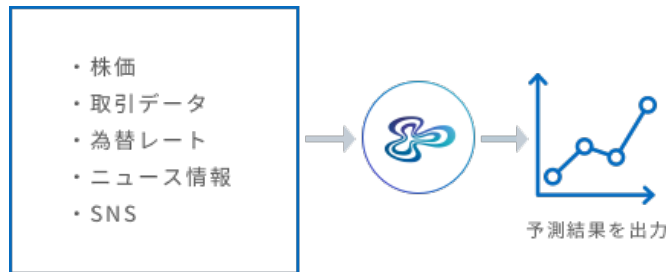 ・株価
・取引データ
・為替レート
・ニュース情報
・SNS
予測結果を出力